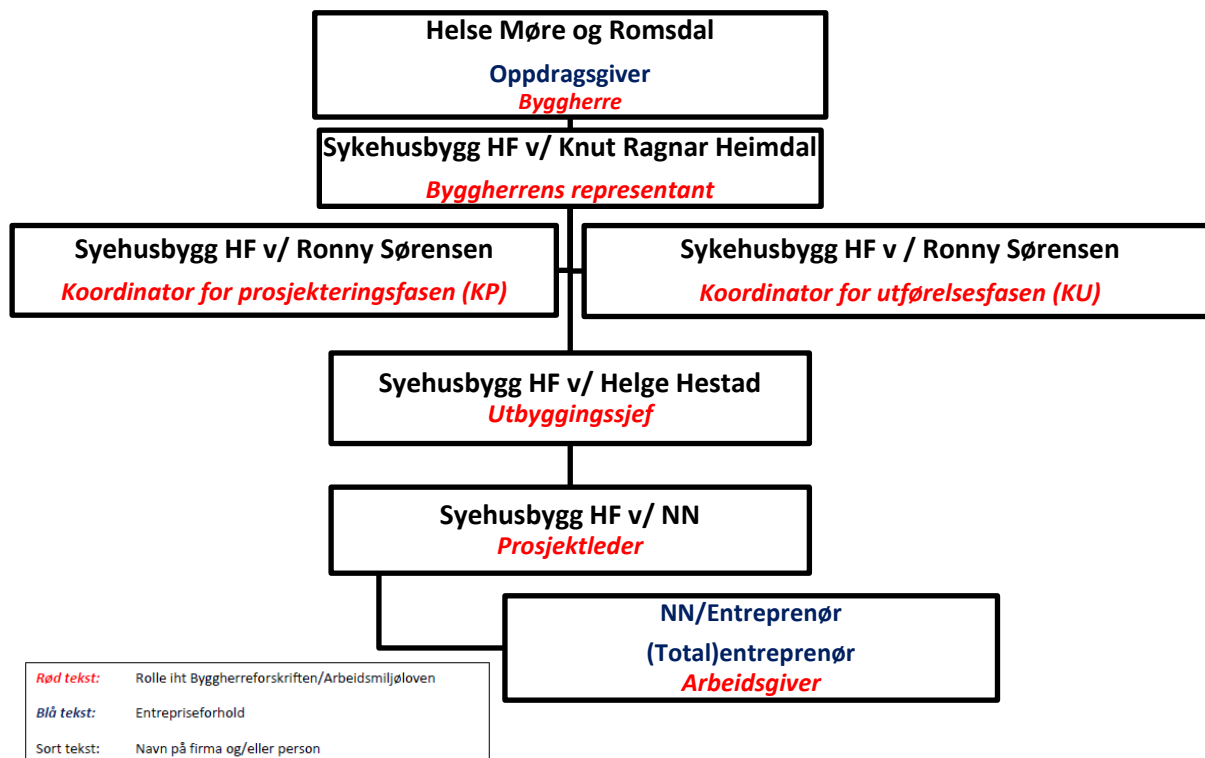 Helse Møre og Romsdal
Oppdragsgiver
Byggherre
Sykehusbygg HF v/ Knut Ragnar Heimdal
Byggherrens representant
Syehusbygg HF v/ Ronny Sørensen
Koordinator for prosjekteringsfasen (KP)
Sykehusbygg HF v / Ronny Sørensen
Koordinator for utførelsesfasen (KU)
Syehusbygg HF v/ Helge Hestad
Utbyggingssjef
Syehusbygg HF v/ NN
Prosjektleder
NN/Entreprenør
(Total)entreprenør
Arbeidsgiver
Rød tekst: Rolle iht Byggherreforskriften/Arbeidsmiljøloven
Blå tekst: Entrepriseforhold
Sort tekst: Navn på firma og/eller person